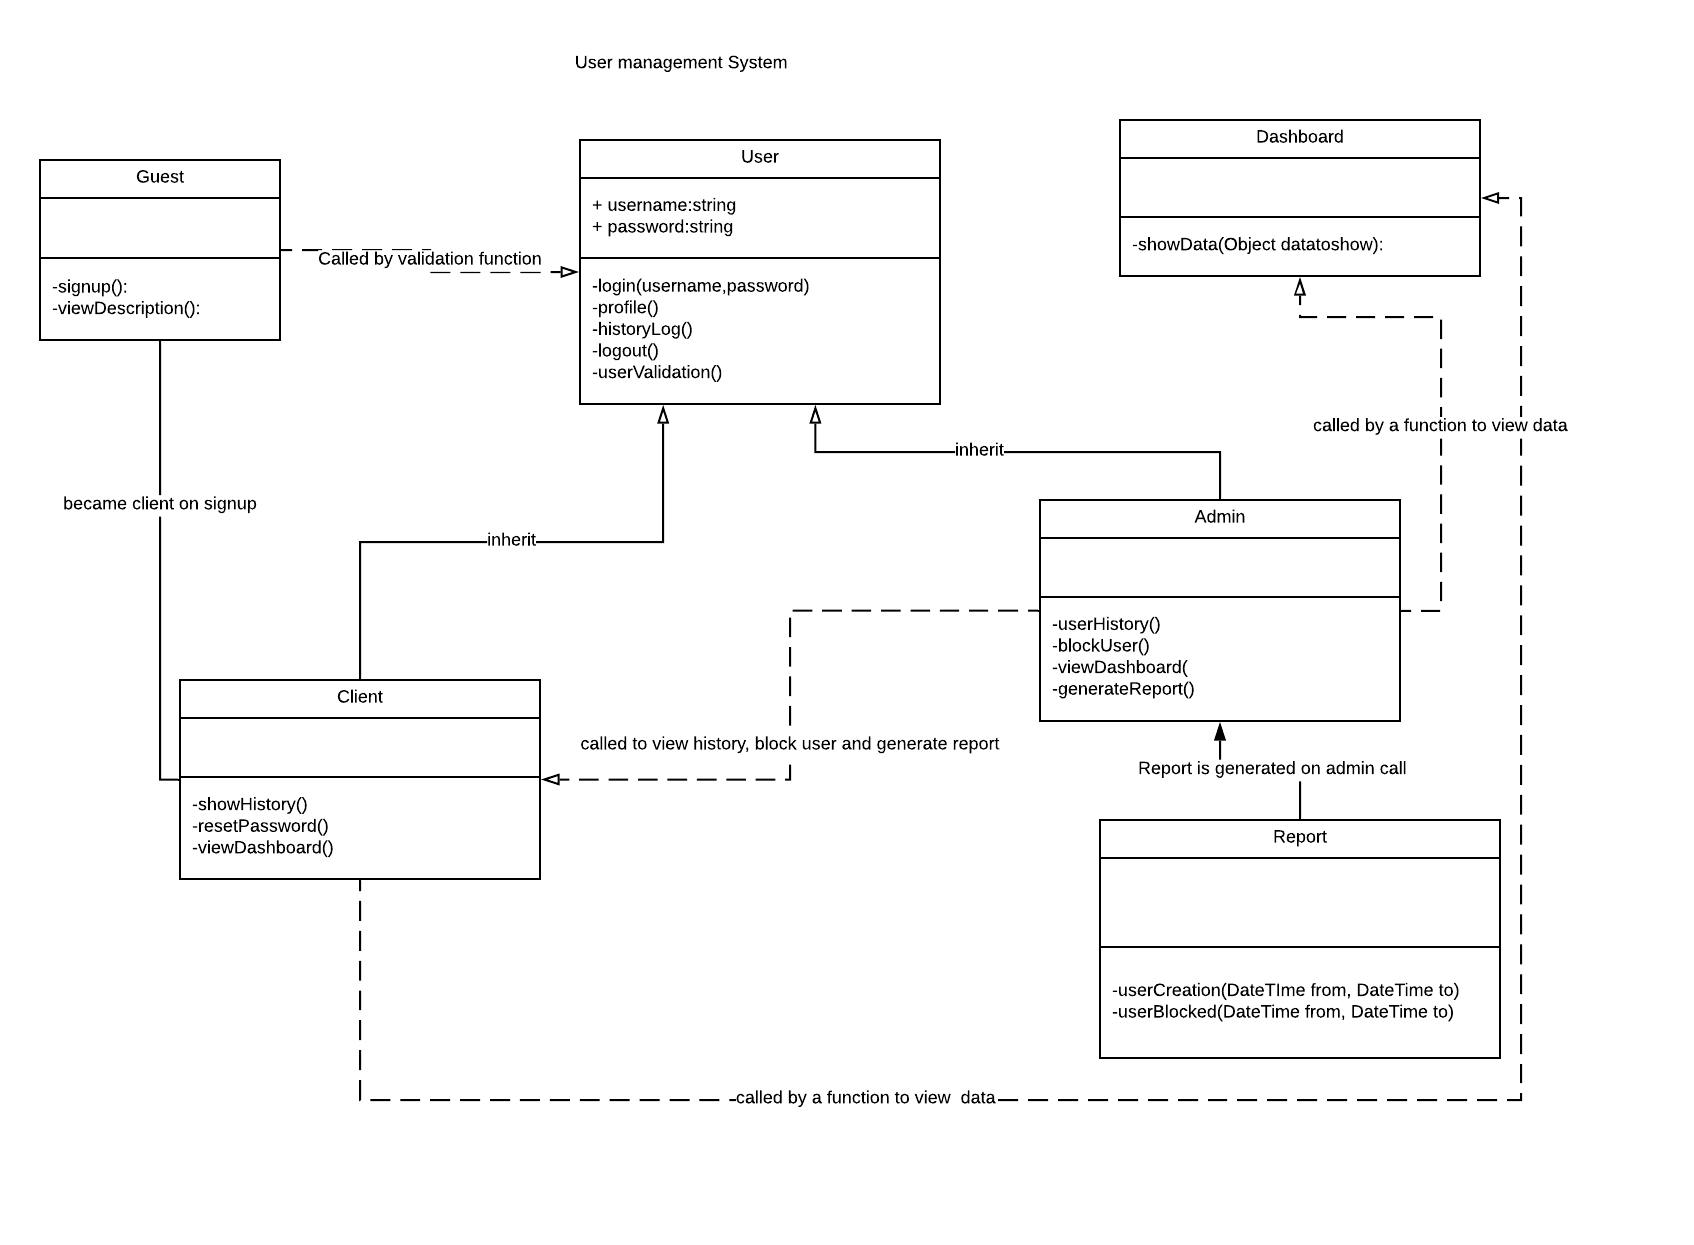 User management System
Guest
-signup():
-viewDescription():
Called by validation function
User
+ username:string
+ password:string
-login(username,password)
-profile()
-historyLog()
-logout()
-userValidation()
Dashboard
-showData(Object datatoshow):
called by a function to view data
inherit
became client on signup
inherit
Admin
-userHistory()
-blockUser()
-viewDashboard(
-generateReport()
Client
-showHistory()
-resetPassword()
-viewDashboard()
called to view history, block user and generate report
Report is generated on admin call
Report
-userCreation(DateTIme from, DateTime to)
-userBlocked(DateTime from, DateTime to)
called by a function to view  data